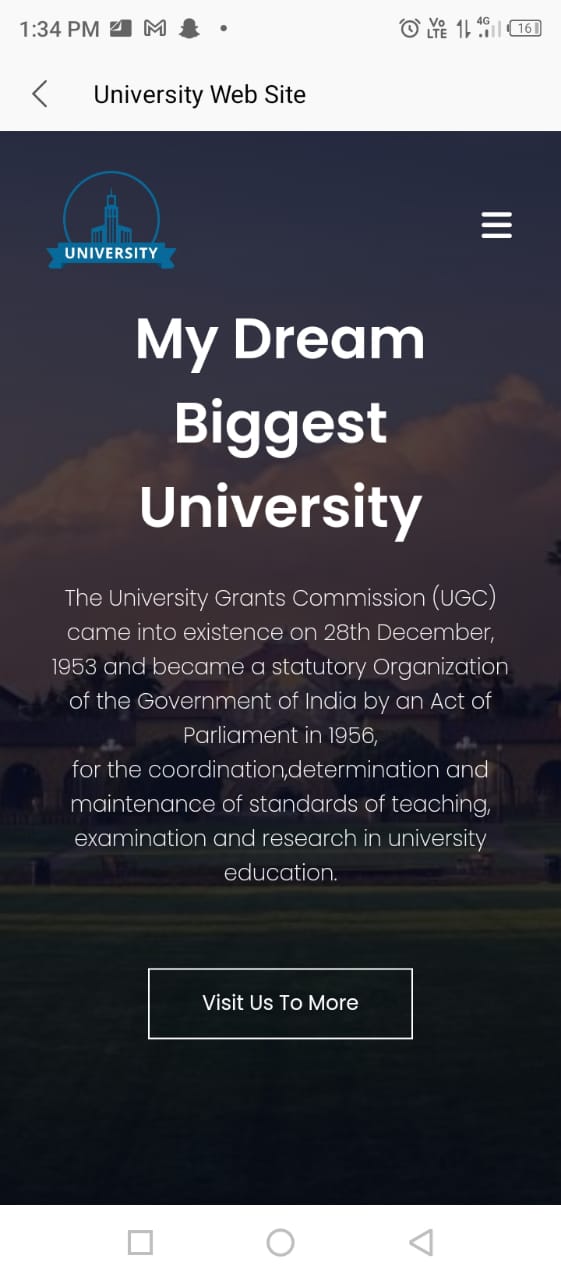 1:34 PM
Vo LTE 4G 16
University Web Site
UNIVERSITY
My Dream
Biggest
University
The University Grants Commission (UGC)
came into existence on 28th December,
1953 and became a statutory Organization
of the Government of India by an Act of
Parliament in 1956,
for the coordination,determination and
maintenance of standards of teaching,
examination and research in university
education.
Visit Us To More